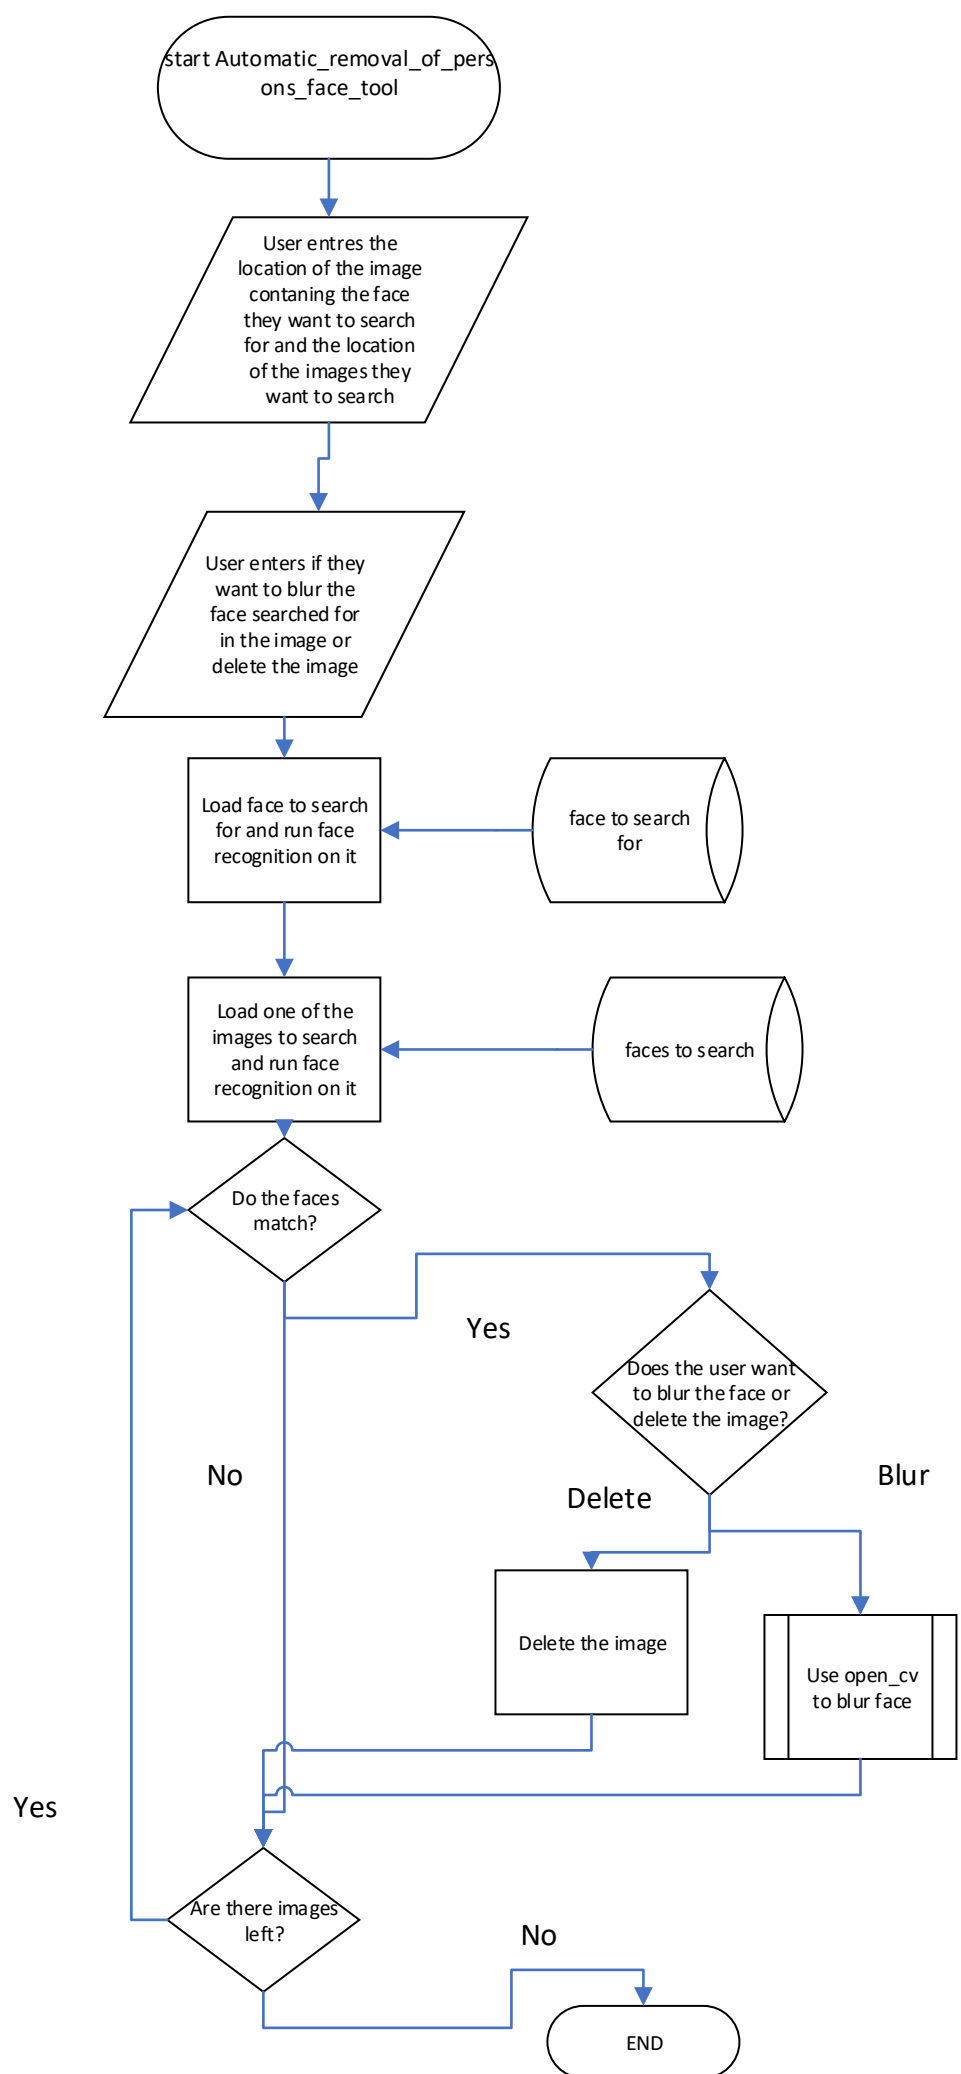 start Automatic_removal_of_pers
ons_face_tool
User entres the
location of the image
contaning the face
they want to search
for and the location
of the images they
want to search
User enters if they
want to blur the
face searched for
in the image or
delete the image
Load face to search
for and run face
recognition on it
face to search
for
Load one of the
images to search
and run face
recognition on it
faces to search
Do the faces
match?
Yes
Does the user want
to blur the face or
delete the image?
No
Delete
Blur
Delete the image
Use open_cv
to blur face
Yes
Are there images
left?
No
END